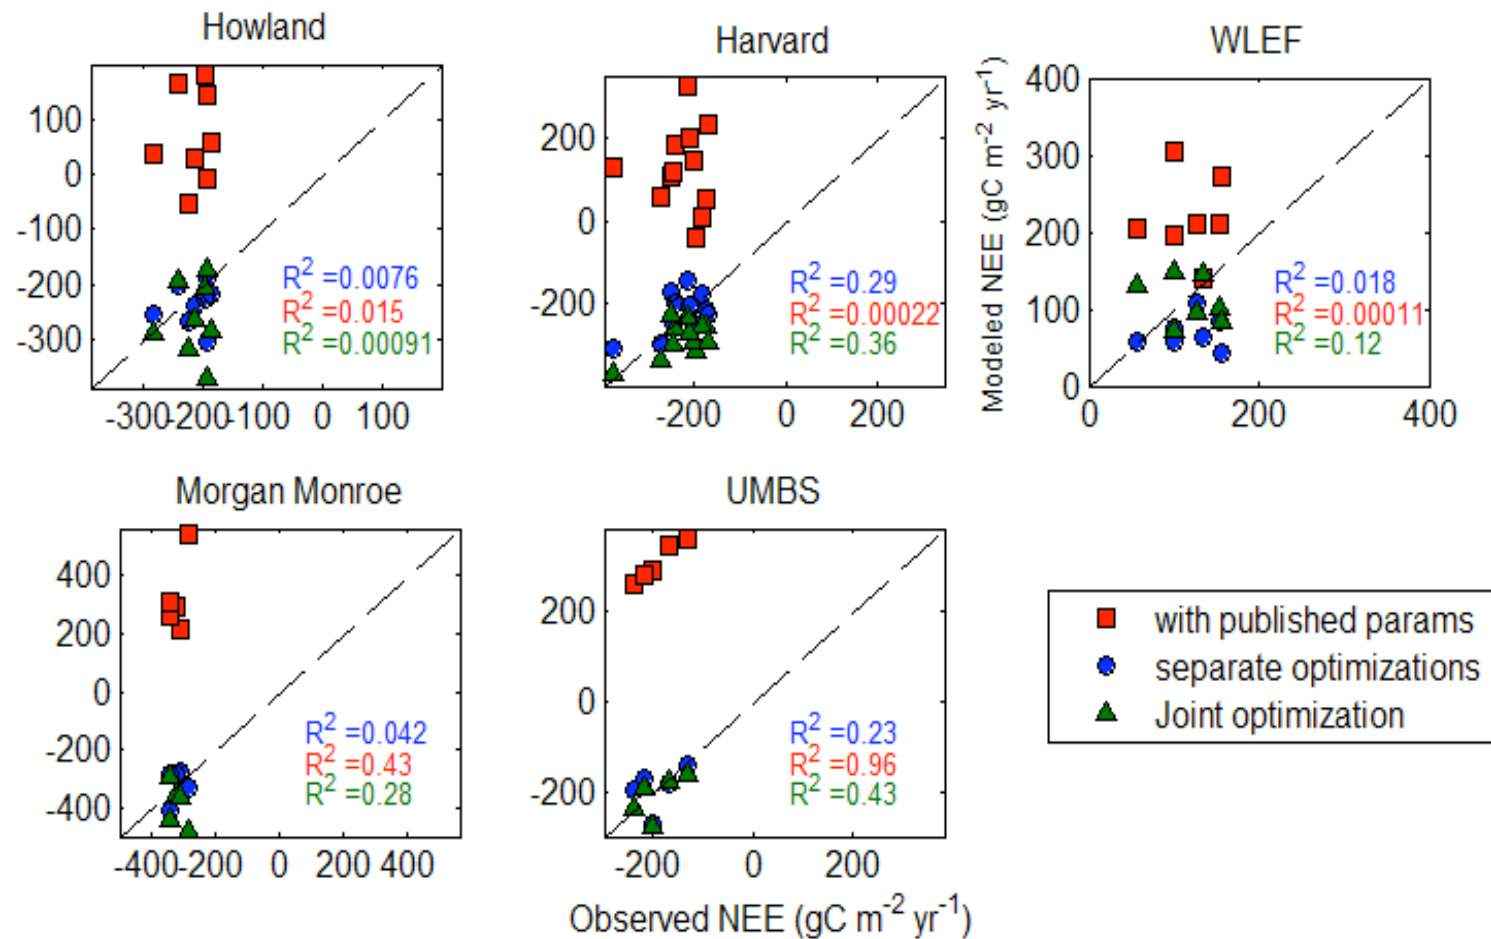 Howland
100
0
-100
-200
-300
R² =0.0076
R² =0.015
R² =0.00091
-300 -200 -100 0 100
Harvard
200
0
-200
R² =0.29
R² =0.00022
R² =0.36
-200 0 200
WLEF
Modeled NEE (gC m⁻² yr⁻¹)
400
300
200
100
0
R² =0.018
R² =0.00011
R² =0.12
0 200 400
Morgan Monroe
400
200
0
-200
-400
R² =0.042
R² =0.43
R² =0.28
-400 -200 0 200 400
UMBS
200
0
-200
R² =0.23
R² =0.96
R² =0.43
-200 0 200
Observed NEE (gC m⁻² yr⁻¹)
with published params
separate optimizations
Joint optimization